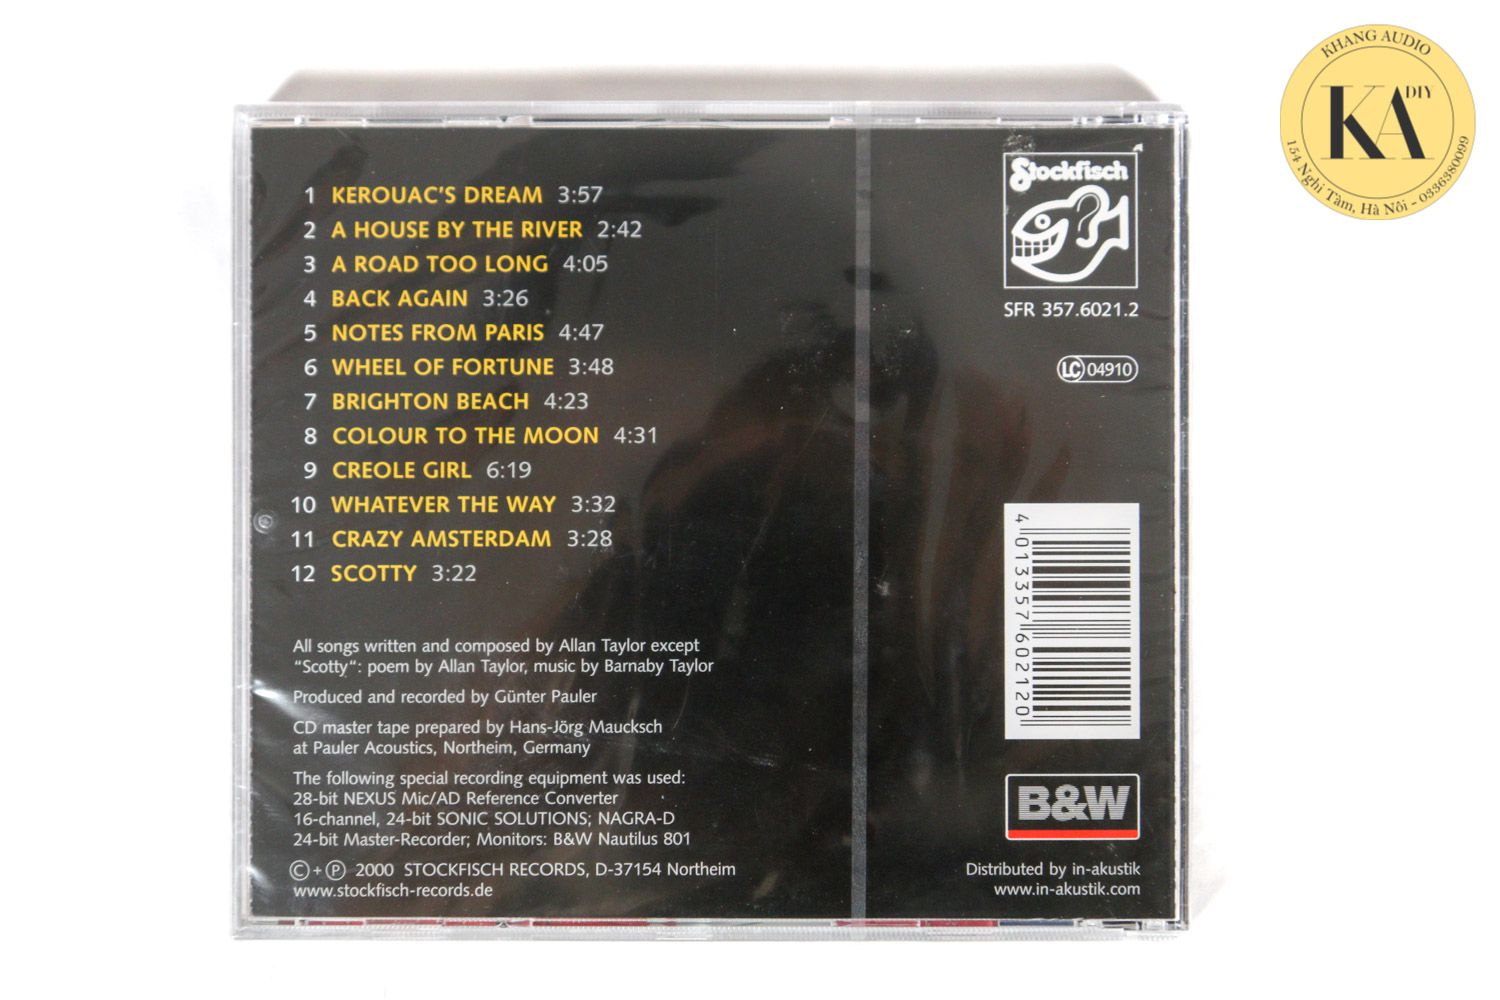 1 KEROUAC'S DREAM 3:57
2 A HOUSE BY THE RIVER 2:42
3 A ROAD TOO LONG 4:05
4 BACK AGAIN 3:26
5 NOTES FROM PARIS 4:47
6 WHEEL OF FORTUNE 3:48
7 BRIGHTON BEACH 4:23
8 COLOUR TO THE MOON 4:31
9 CREOLE GIRL 6:19
10 WHATEVER THE WAY 3:32
11 CRAZY AMSTERDAM 3:28
12 SCOTTY 3:22
All songs written and composed by Allan Taylor except
“Scotty“: poem by Allan Taylor, music by Barnaby Taylor
Produced and recorded by Günter Pauler
CD master tape prepared by Hans-Jörg Maucksch
at Pauler Acoustics, Northeim, Germany
The following special recording equipment was used:
28-bit NEXUS Mic/AD Reference Converter
16-channel, 24-bit SONIC SOLUTIONS; NAGRA-D
24-bit Master-Recorder; Monitors: B&W Nautilus 801
©+℗ 2000 STOCKFISCH RECORDS, D-37154 Northeim
www.stockfisch-records.de
Stockfisch
SFR 357.6021.2
LC 04910
4 013357 602120
B&W
Distributed by in-akustik
www.in-akustik.com
KHANG AUDIO
KA DIY
154 Nghi Tàm, Hà Nội - 0336380099